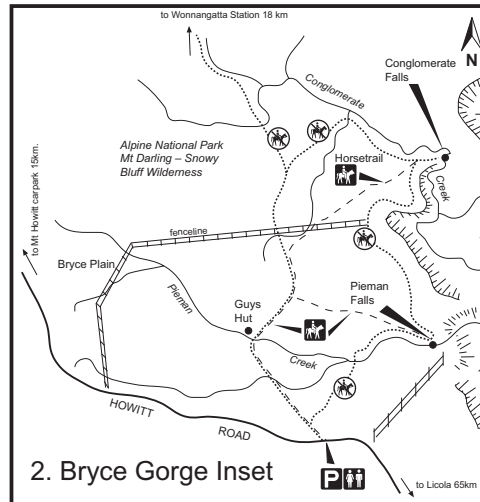 to Wonnangatta Station 18 km
Conglomerate
Falls
N
Conglomerate
Alpine National Park
Mt Darling – Snowy
Bluff Wilderness
Horsetrail
Creek
to Mt Howitt carpark 15km.
fenceline
Bryce Plain
Pieman
Guys
Hut
Pieman
Falls
Creek
HOWITT
ROAD
2. Bryce Gorge Inset
P
to Licola 65km